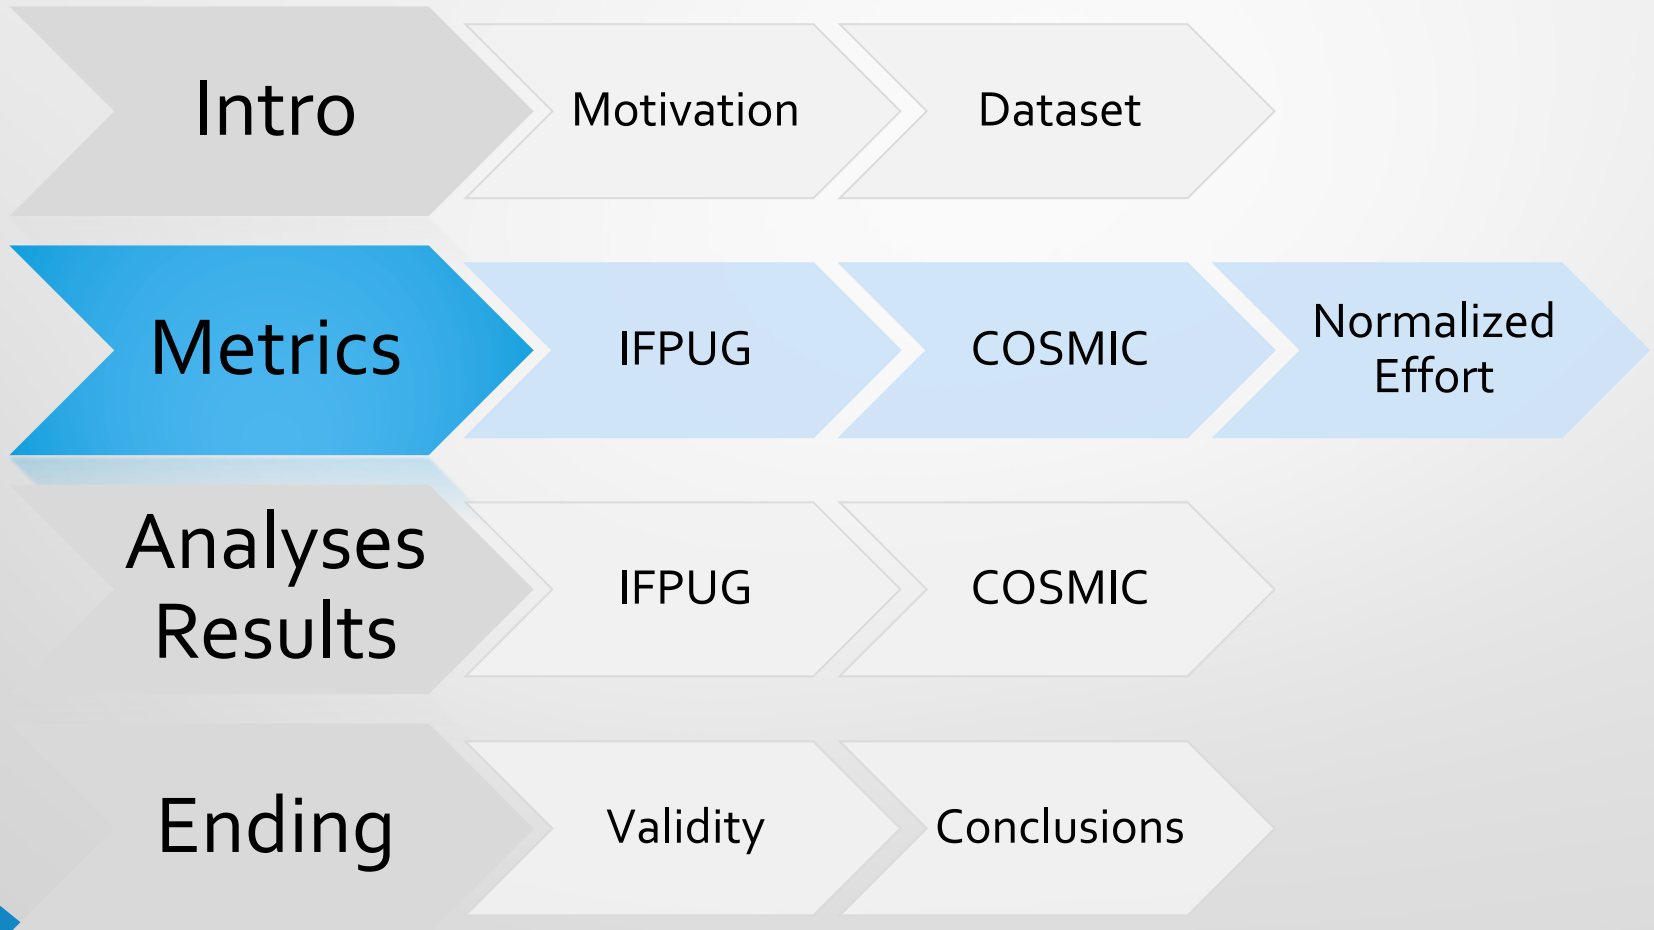 Intro
Motivation
Dataset
Metrics
IFPUG
COSMIC
Normalized
Effort
Analyses
Results
IFPUG
COSMIC
Ending
Validity
Conclusions